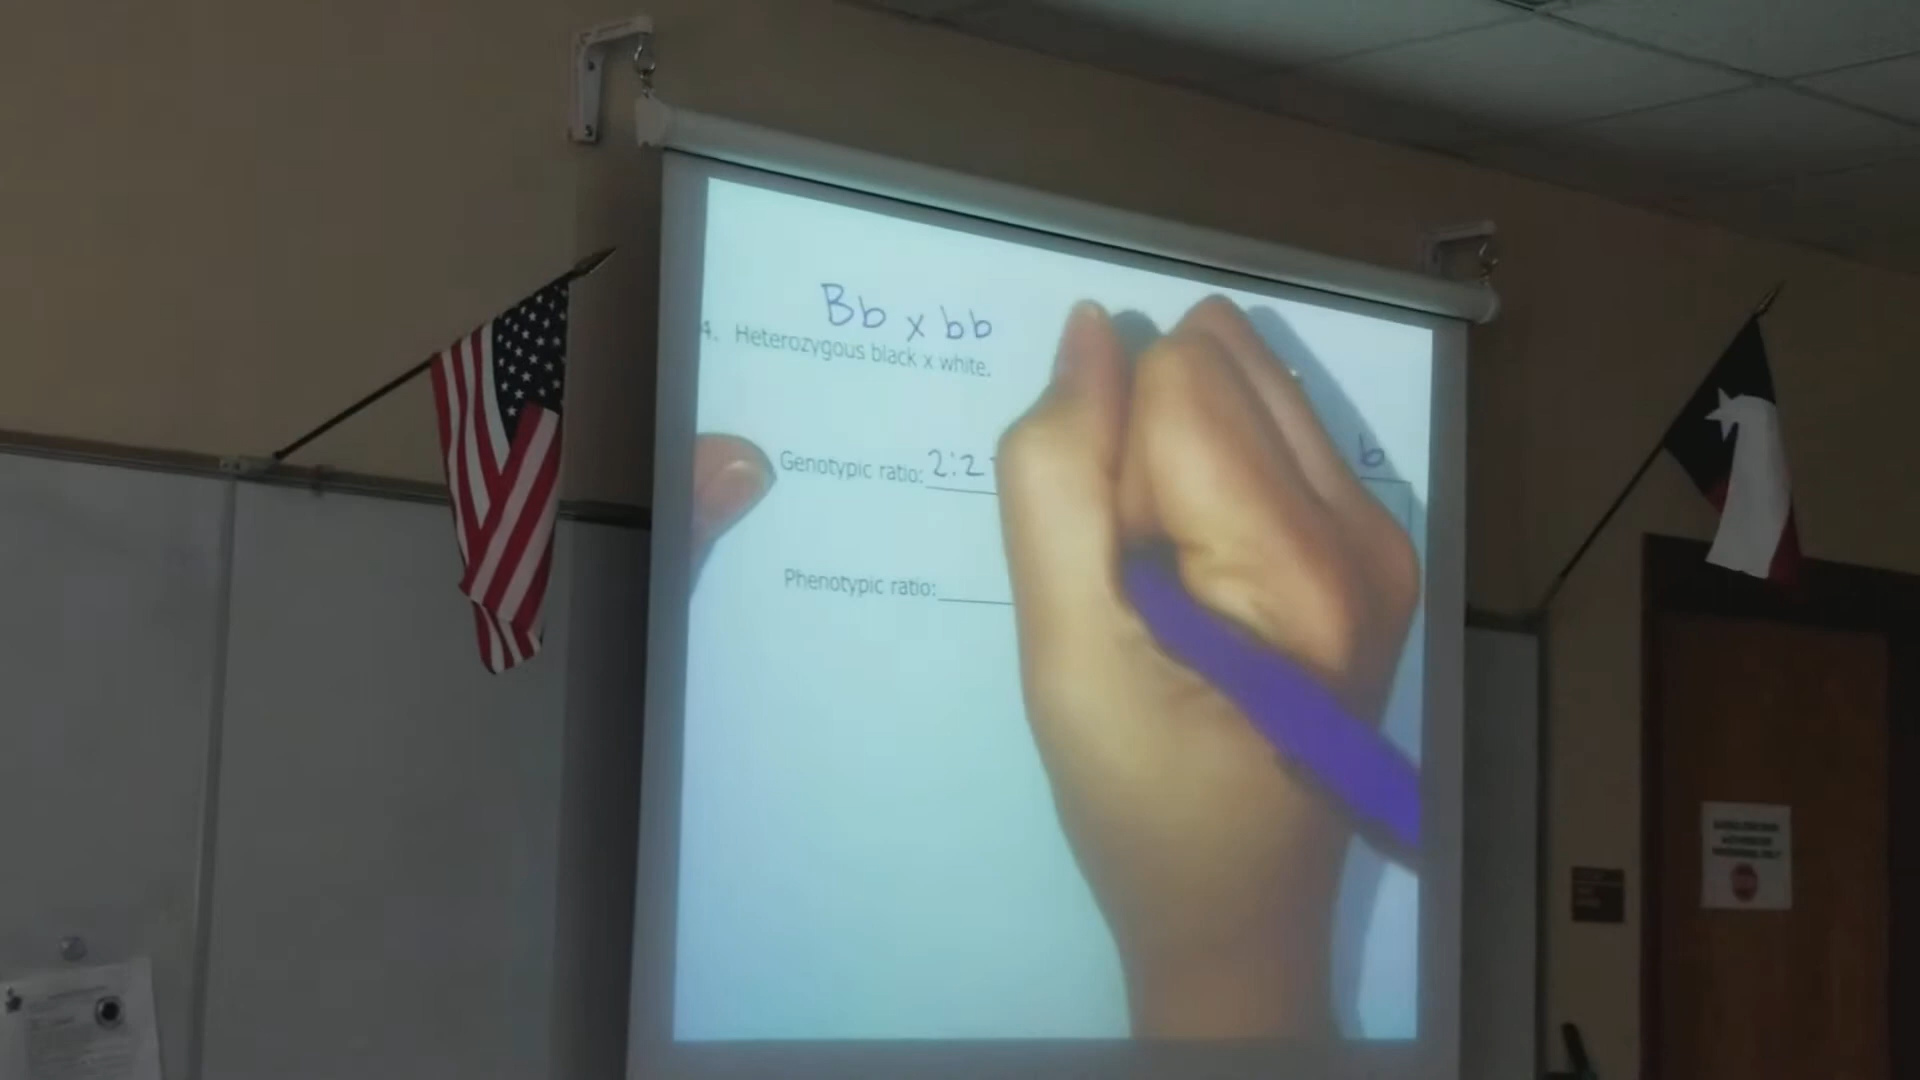 Bb x bb
4. Heterozygous black x white.
b
Genotypic ratio: 2:2
Phenotypic ratio: